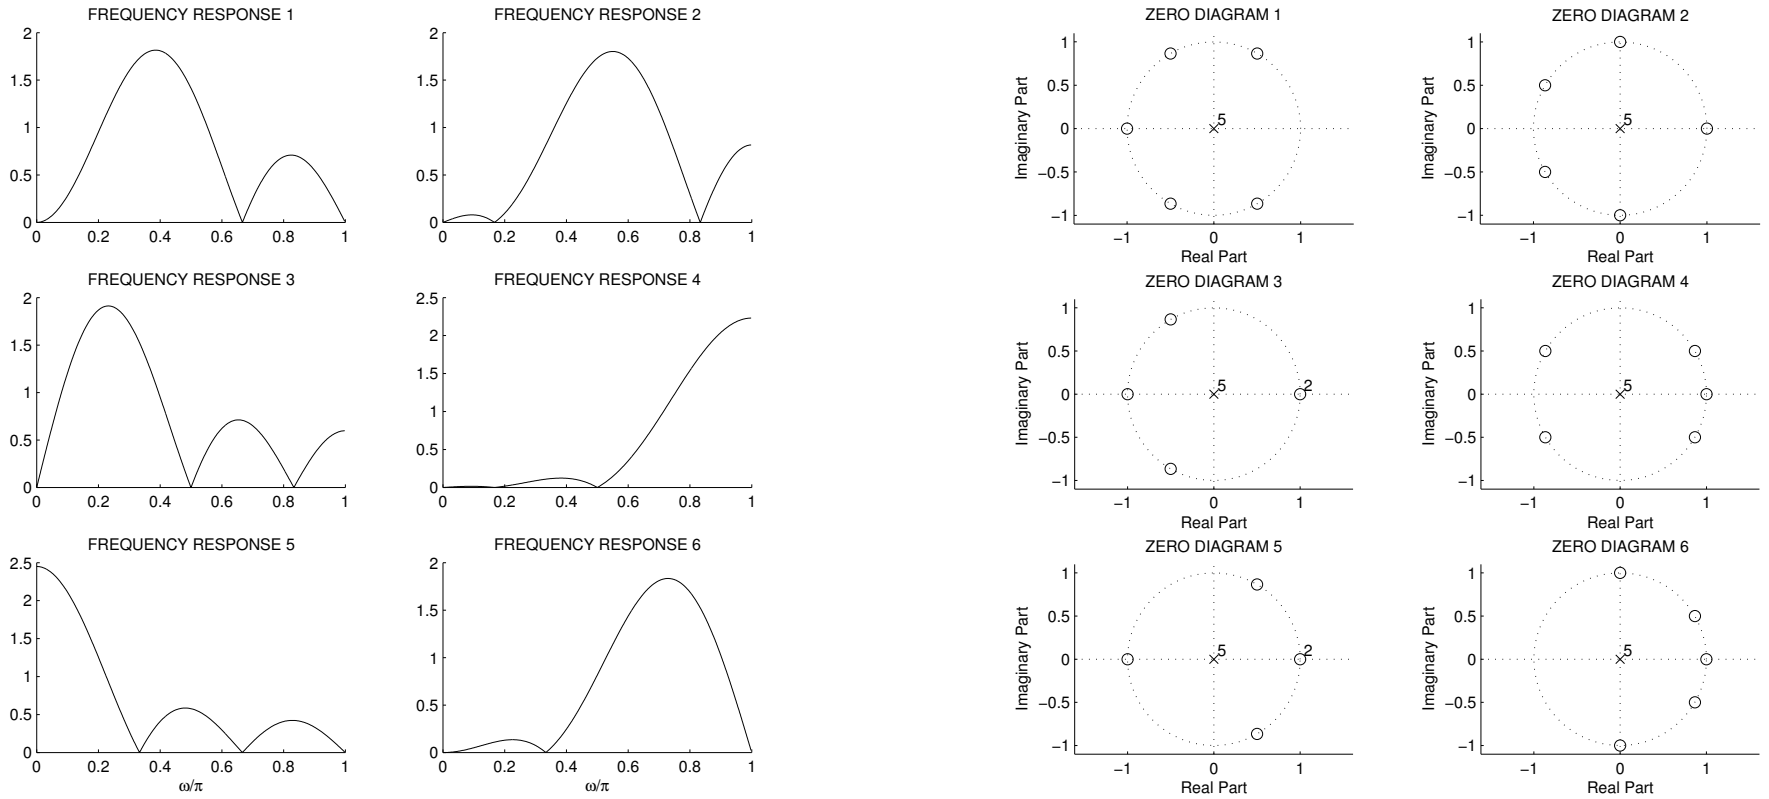 FREQUENCY RESPONSE 1
2
1.5
1
0.5
0
0 0.2 0.4 0.6 0.8 1
FREQUENCY RESPONSE 2
2
1.5
1
0.5
0
0 0.2 0.4 0.6 0.8 1
FREQUENCY RESPONSE 3
2
1.5
1
0.5
0
0 0.2 0.4 0.6 0.8 1
FREQUENCY RESPONSE 4
2.5
2
1.5
1
0.5
0
0 0.2 0.4 0.6 0.8 1
FREQUENCY RESPONSE 5
2.5
2
1.5
1
0.5
0
0 0.2 0.4 0.6 0.8 1
ω/π
FREQUENCY RESPONSE 6
2
1.5
1
0.5
0
0 0.2 0.4 0.6 0.8 1
ω/π
ZERO DIAGRAM 1
Imaginary Part
1
0.5
0
−0.5
−1
5
−1 0 1
Real Part
ZERO DIAGRAM 2
Imaginary Part
1
0.5
0
−0.5
−1
5
−1 0 1
Real Part
ZERO DIAGRAM 3
Imaginary Part
1
0.5
0
−0.5
−1
5 2
−1 0 1
Real Part
ZERO DIAGRAM 4
Imaginary Part
1
0.5
0
−0.5
−1
5
−1 0 1
Real Part
ZERO DIAGRAM 5
Imaginary Part
1
0.5
0
−0.5
−1
5 2
−1 0 1
Real Part
ZERO DIAGRAM 6
Imaginary Part
1
0.5
0
−0.5
−1
5
−1 0 1
Real Part